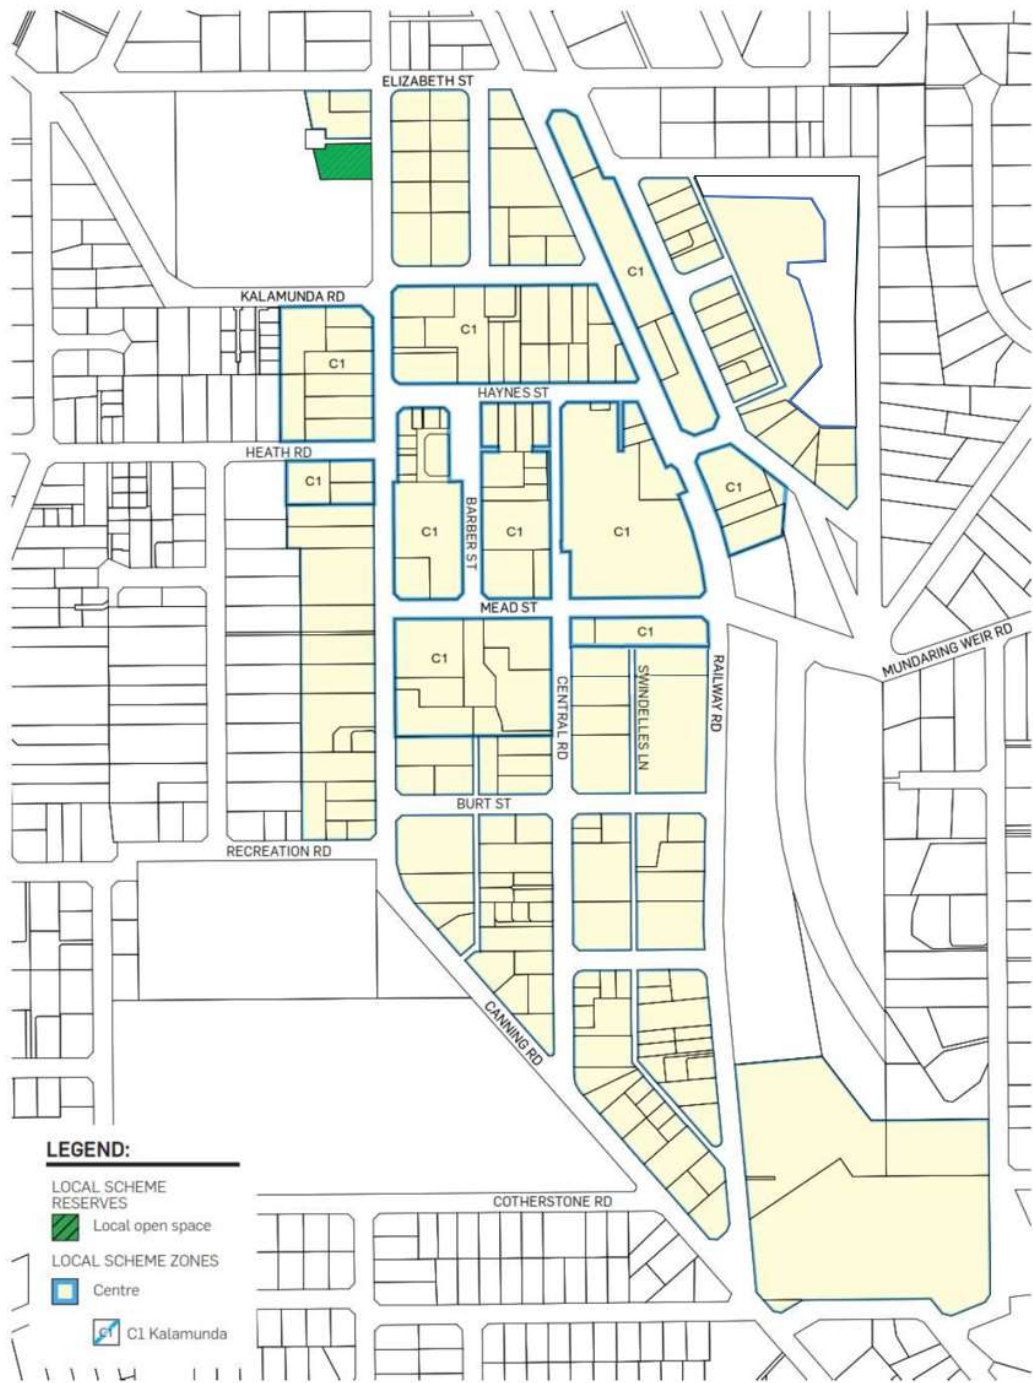 ELIZABETH ST
C1
KALAMUNDA RD
C1
C1
HAYNES ST
HEATH RD
C1
C1
C1
BARBER ST
C1
C1
MEAD ST
C1
C1
MUNDARING WEIR RD
CENTRAL RD
SWINDELLES LN
RAILWAY RD
BURT ST
RECREATION RD
CANNING RD
COTHERSTONE RD
LEGEND:
LOCAL SCHEME
RESERVES
Local open space
LOCAL SCHEME ZONES
Centre
C1 C1 Kalamunda